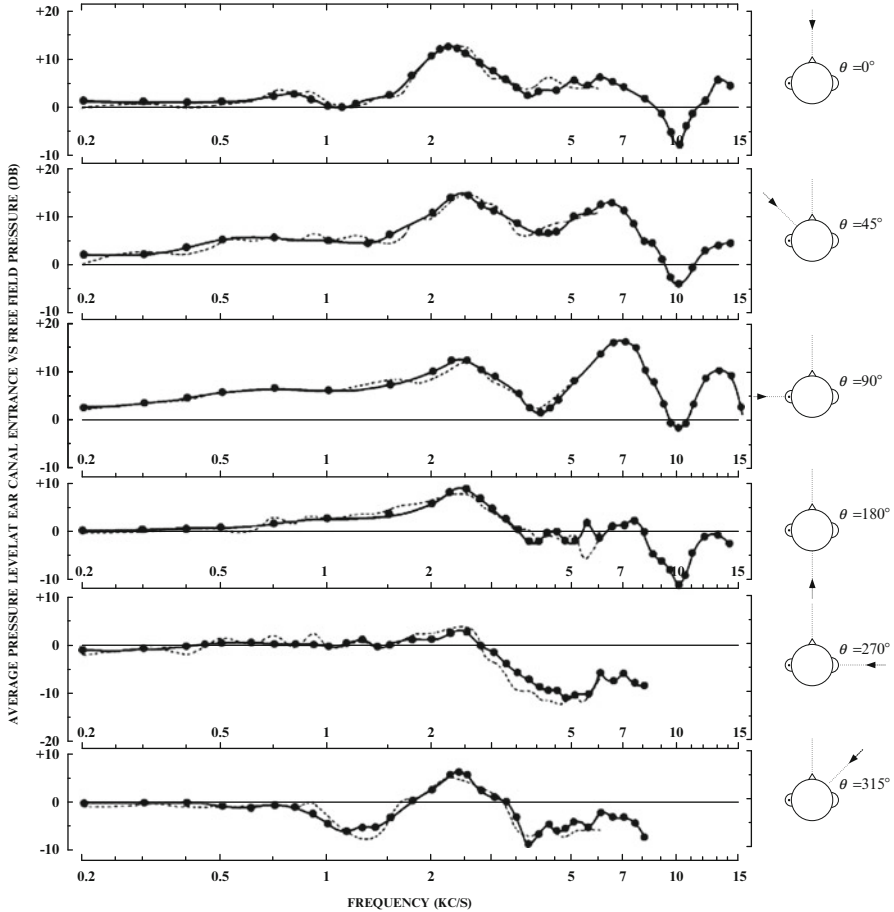 AVERAGE PRESSURE LEVELAT EAR CANAL ENTRANCE VS FREE FIELD PRESSURE (DB)
+20
+10
0
-10
0.2 0.5 1 2 5 7 10 15
θ =0°
+20
+10
0
-10
0.2 0.5 1 2 5 7 10 15
θ =45°
+20
+10
0
-10
0.2 0.5 1 2 5 7 10 15
θ =90°
+10
0
-10
0.2 0.5 1 2 5 7 10 15
θ =180°
+10
0
-10
-20
0.2 0.5 1 2 5 7 10 15
θ =270°
+10
0
-10
0.2 0.5 1 2 5 7 10 15
θ =315°
FREQUENCY (KC/S)